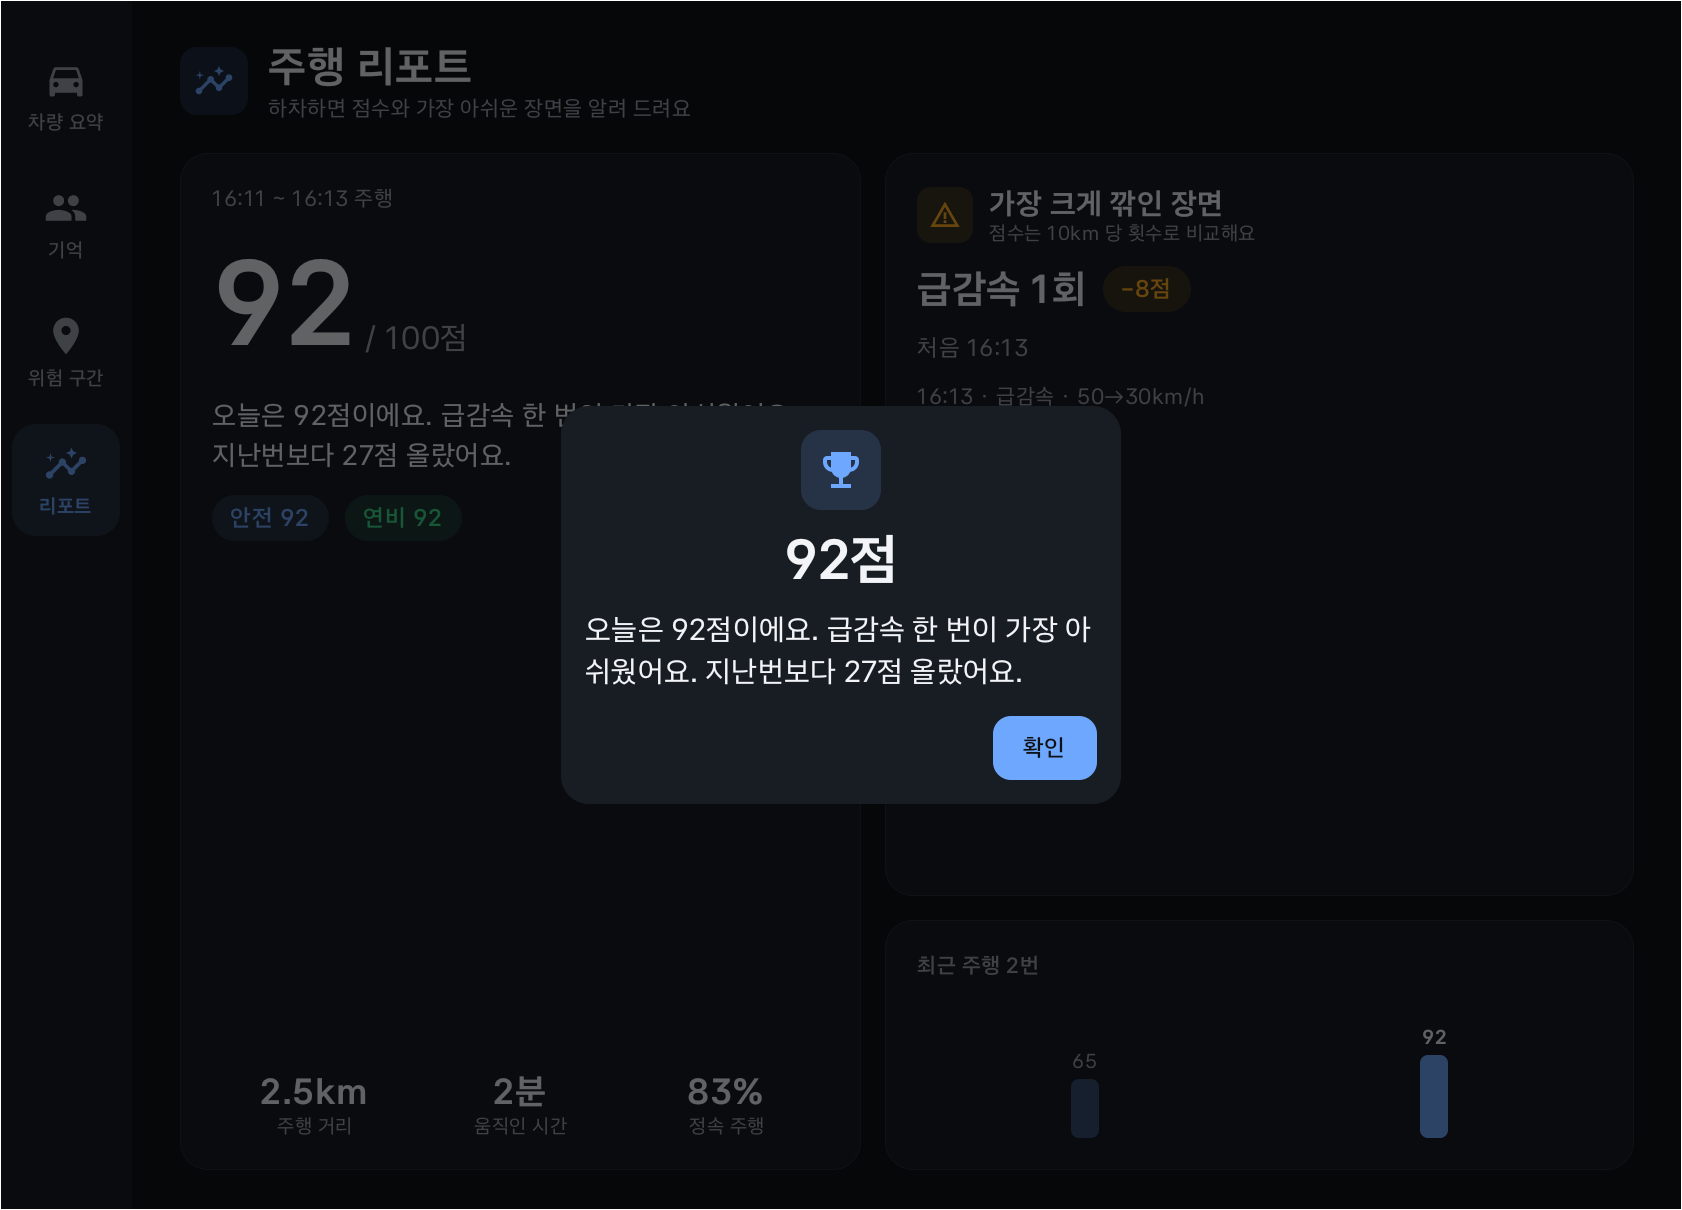 차량 요약
기억
위험 구간
리포트
주행 리포트
하차하면 점수와 가장 아쉬운 장면을 알려 드려요
16:11 ~ 16:13 주행
92 / 100점
오늘은 92점이에요. 급감속 한
지난번보다 27점 올랐어요.
안전 92
연비 92
2.5km
주행 거리
2분
움직인 시간
83%
정속 주행
가장 크게 깎인 장면
점수는 10km 당 횟수로 비교해요
급감속 1회
-8점
처음 16:13
16:13 · 급감속 · 50→30km/h
최근 주행 2번
65
92
92점
오늘은 92점이에요. 급감속 한 번이 가장 아
쉬웠어요. 지난번보다 27점 올랐어요.
확인